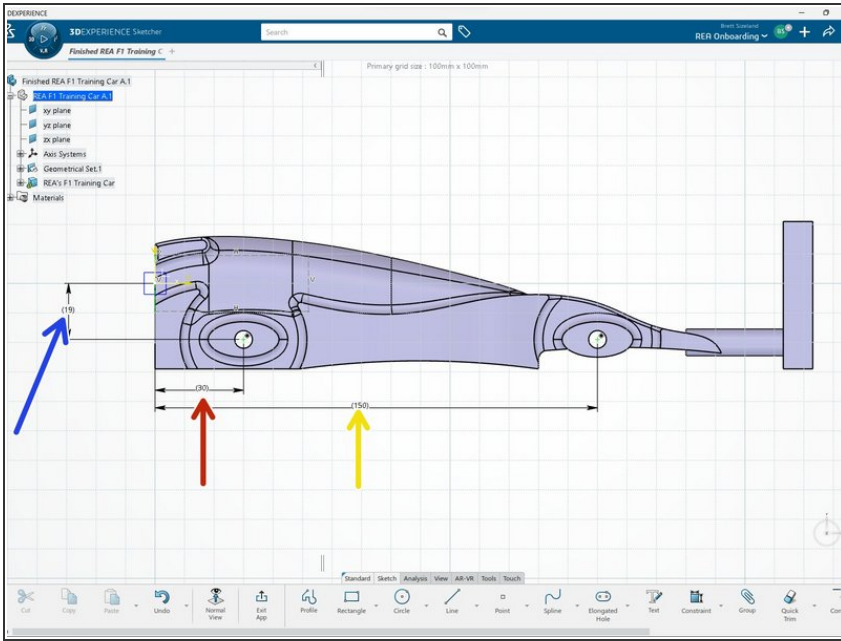 3DEXPERIENCE
3DEXPERIENCE Sketcher
Search
Brett Sizeland
REA Onboarding
Finished REA F1 Training C +
Primary grid size : 100mm x 100mm
Finished REA F1 Training Car A.1
REA F1 Training Car A.1
xy plane
yz plane
zx plane
Axis Systems
Geometrical Set.1
REA's F1 Training Car
Materials
(19)
(30)
(150)
Standard Sketch Analysis View AR-VR Tools Touch
Cut Copy Paste Undo Normal View Exit App Profile Rectangle Circle Line Point Spline Elongated Hole Text Constraint Group Quick Trim